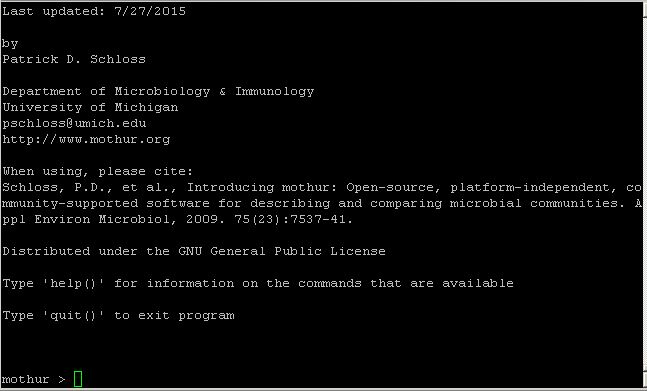 Last updated: 7/27/2015
by
Patrick D. Schloss
Department of Microbiology & Immunology
University of Michigan
pschloss@umich.edu
http://www.mothur.org
When using, please cite:
Schloss, P.D., et al., Introducing mothur: Open-source, platform-independent, co
mmunity-supported software for describing and comparing microbial communities. A
ppl Environ Microbiol, 2009. 75(23):7537-41.
Distributed under the GNU General Public License
Type 'help()' for information on the commands that are available
Type 'quit()' to exit program
mothur >